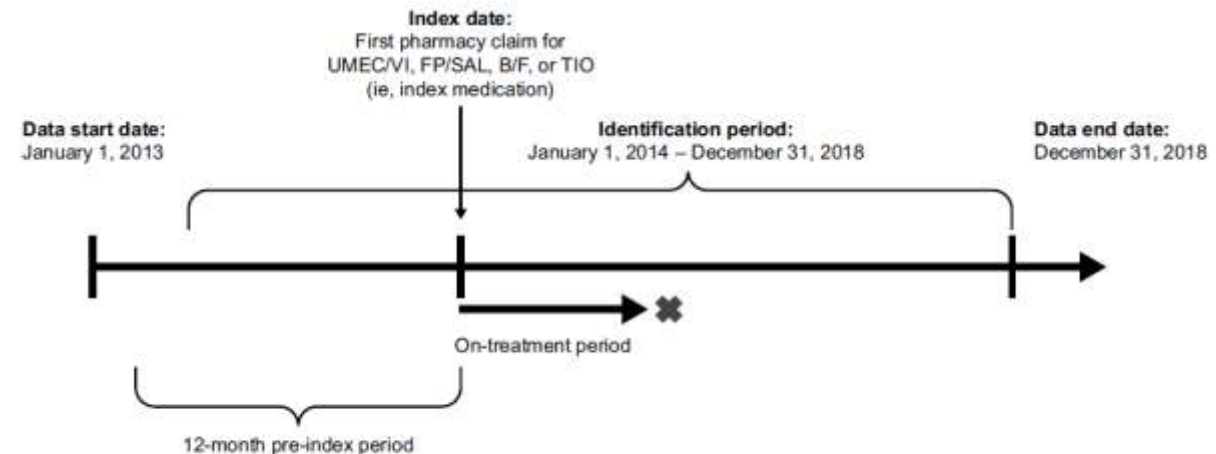 Index date:
First pharmacy claim for
UMEC/VI, FP/SAL, B/F, or TIO
(ie, index medication)
Data start date:
January 1, 2013
Identification period:
January 1, 2014 – December 31, 2018
Data end date:
December 31, 2018
On-treatment period
12-month pre-index period